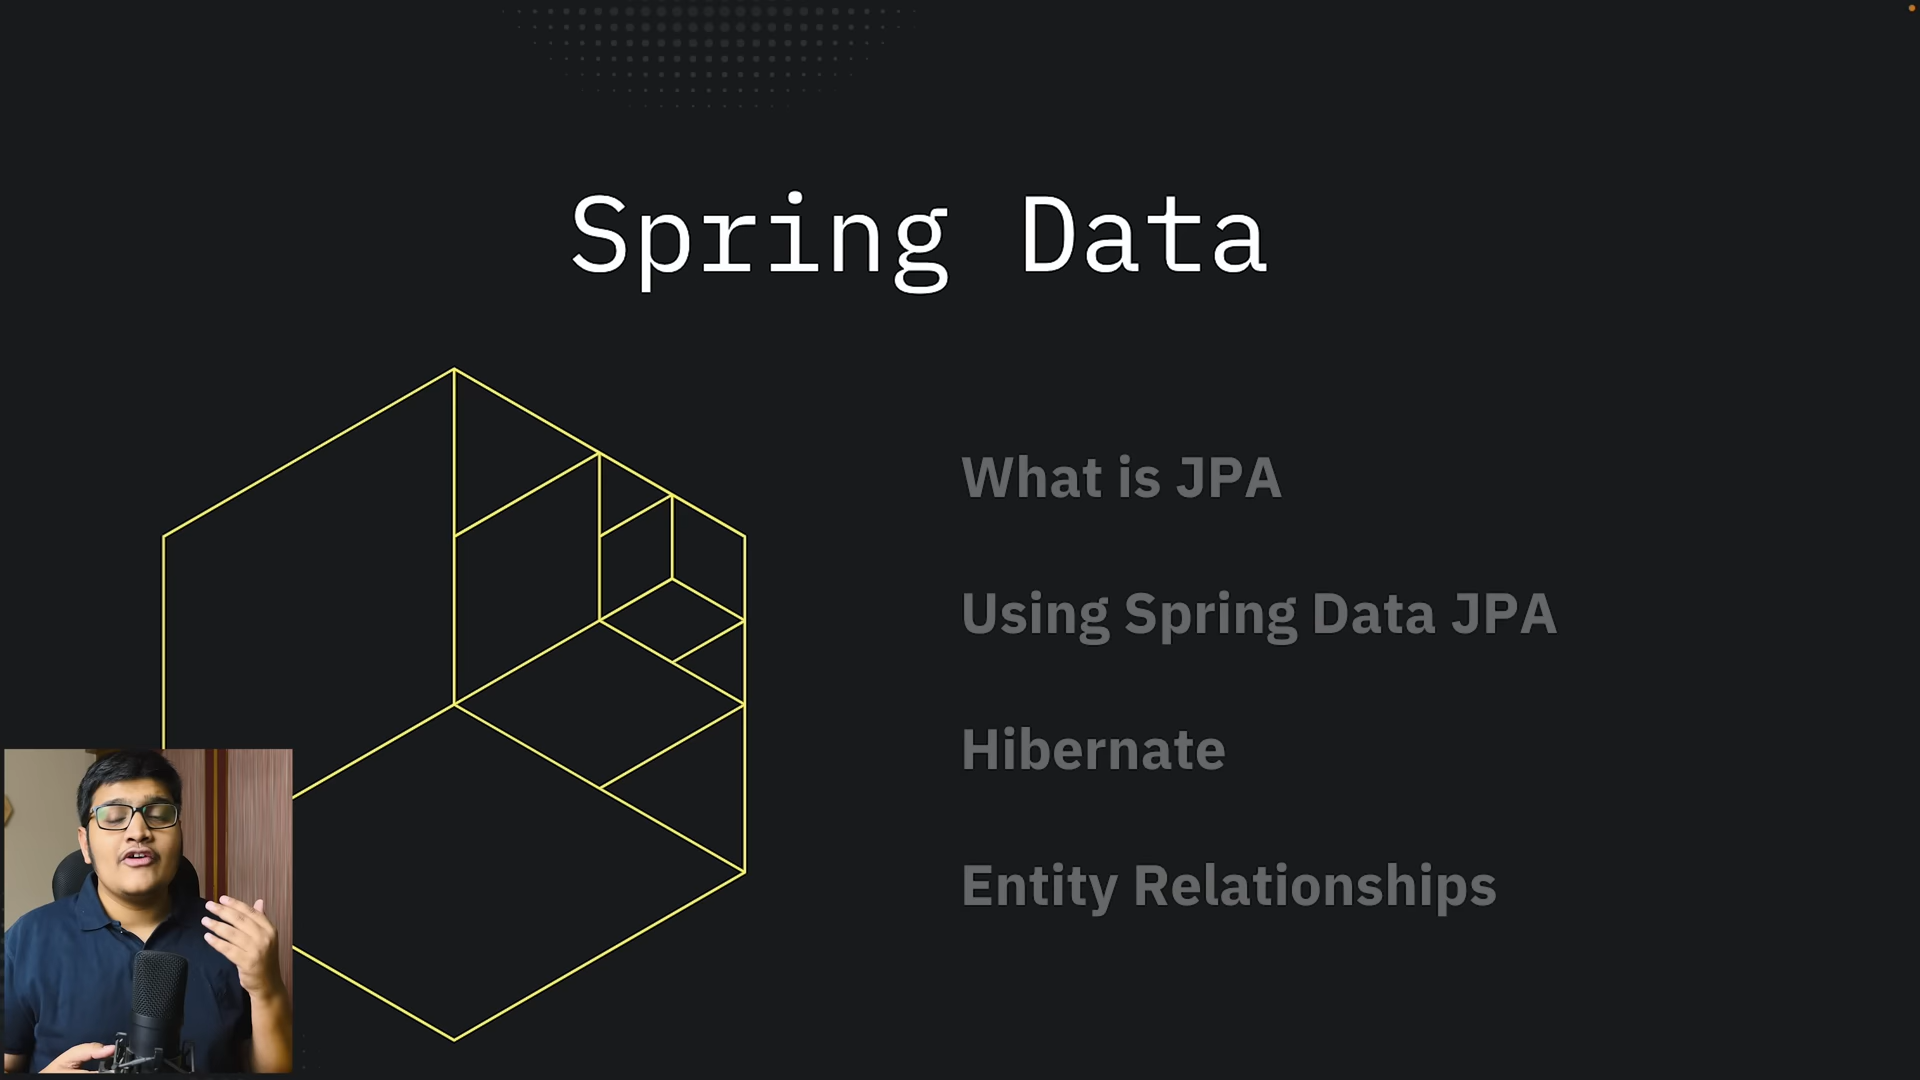 Spring Data
What is JPA
Using Spring Data JPA
Hibernate
Entity Relationships